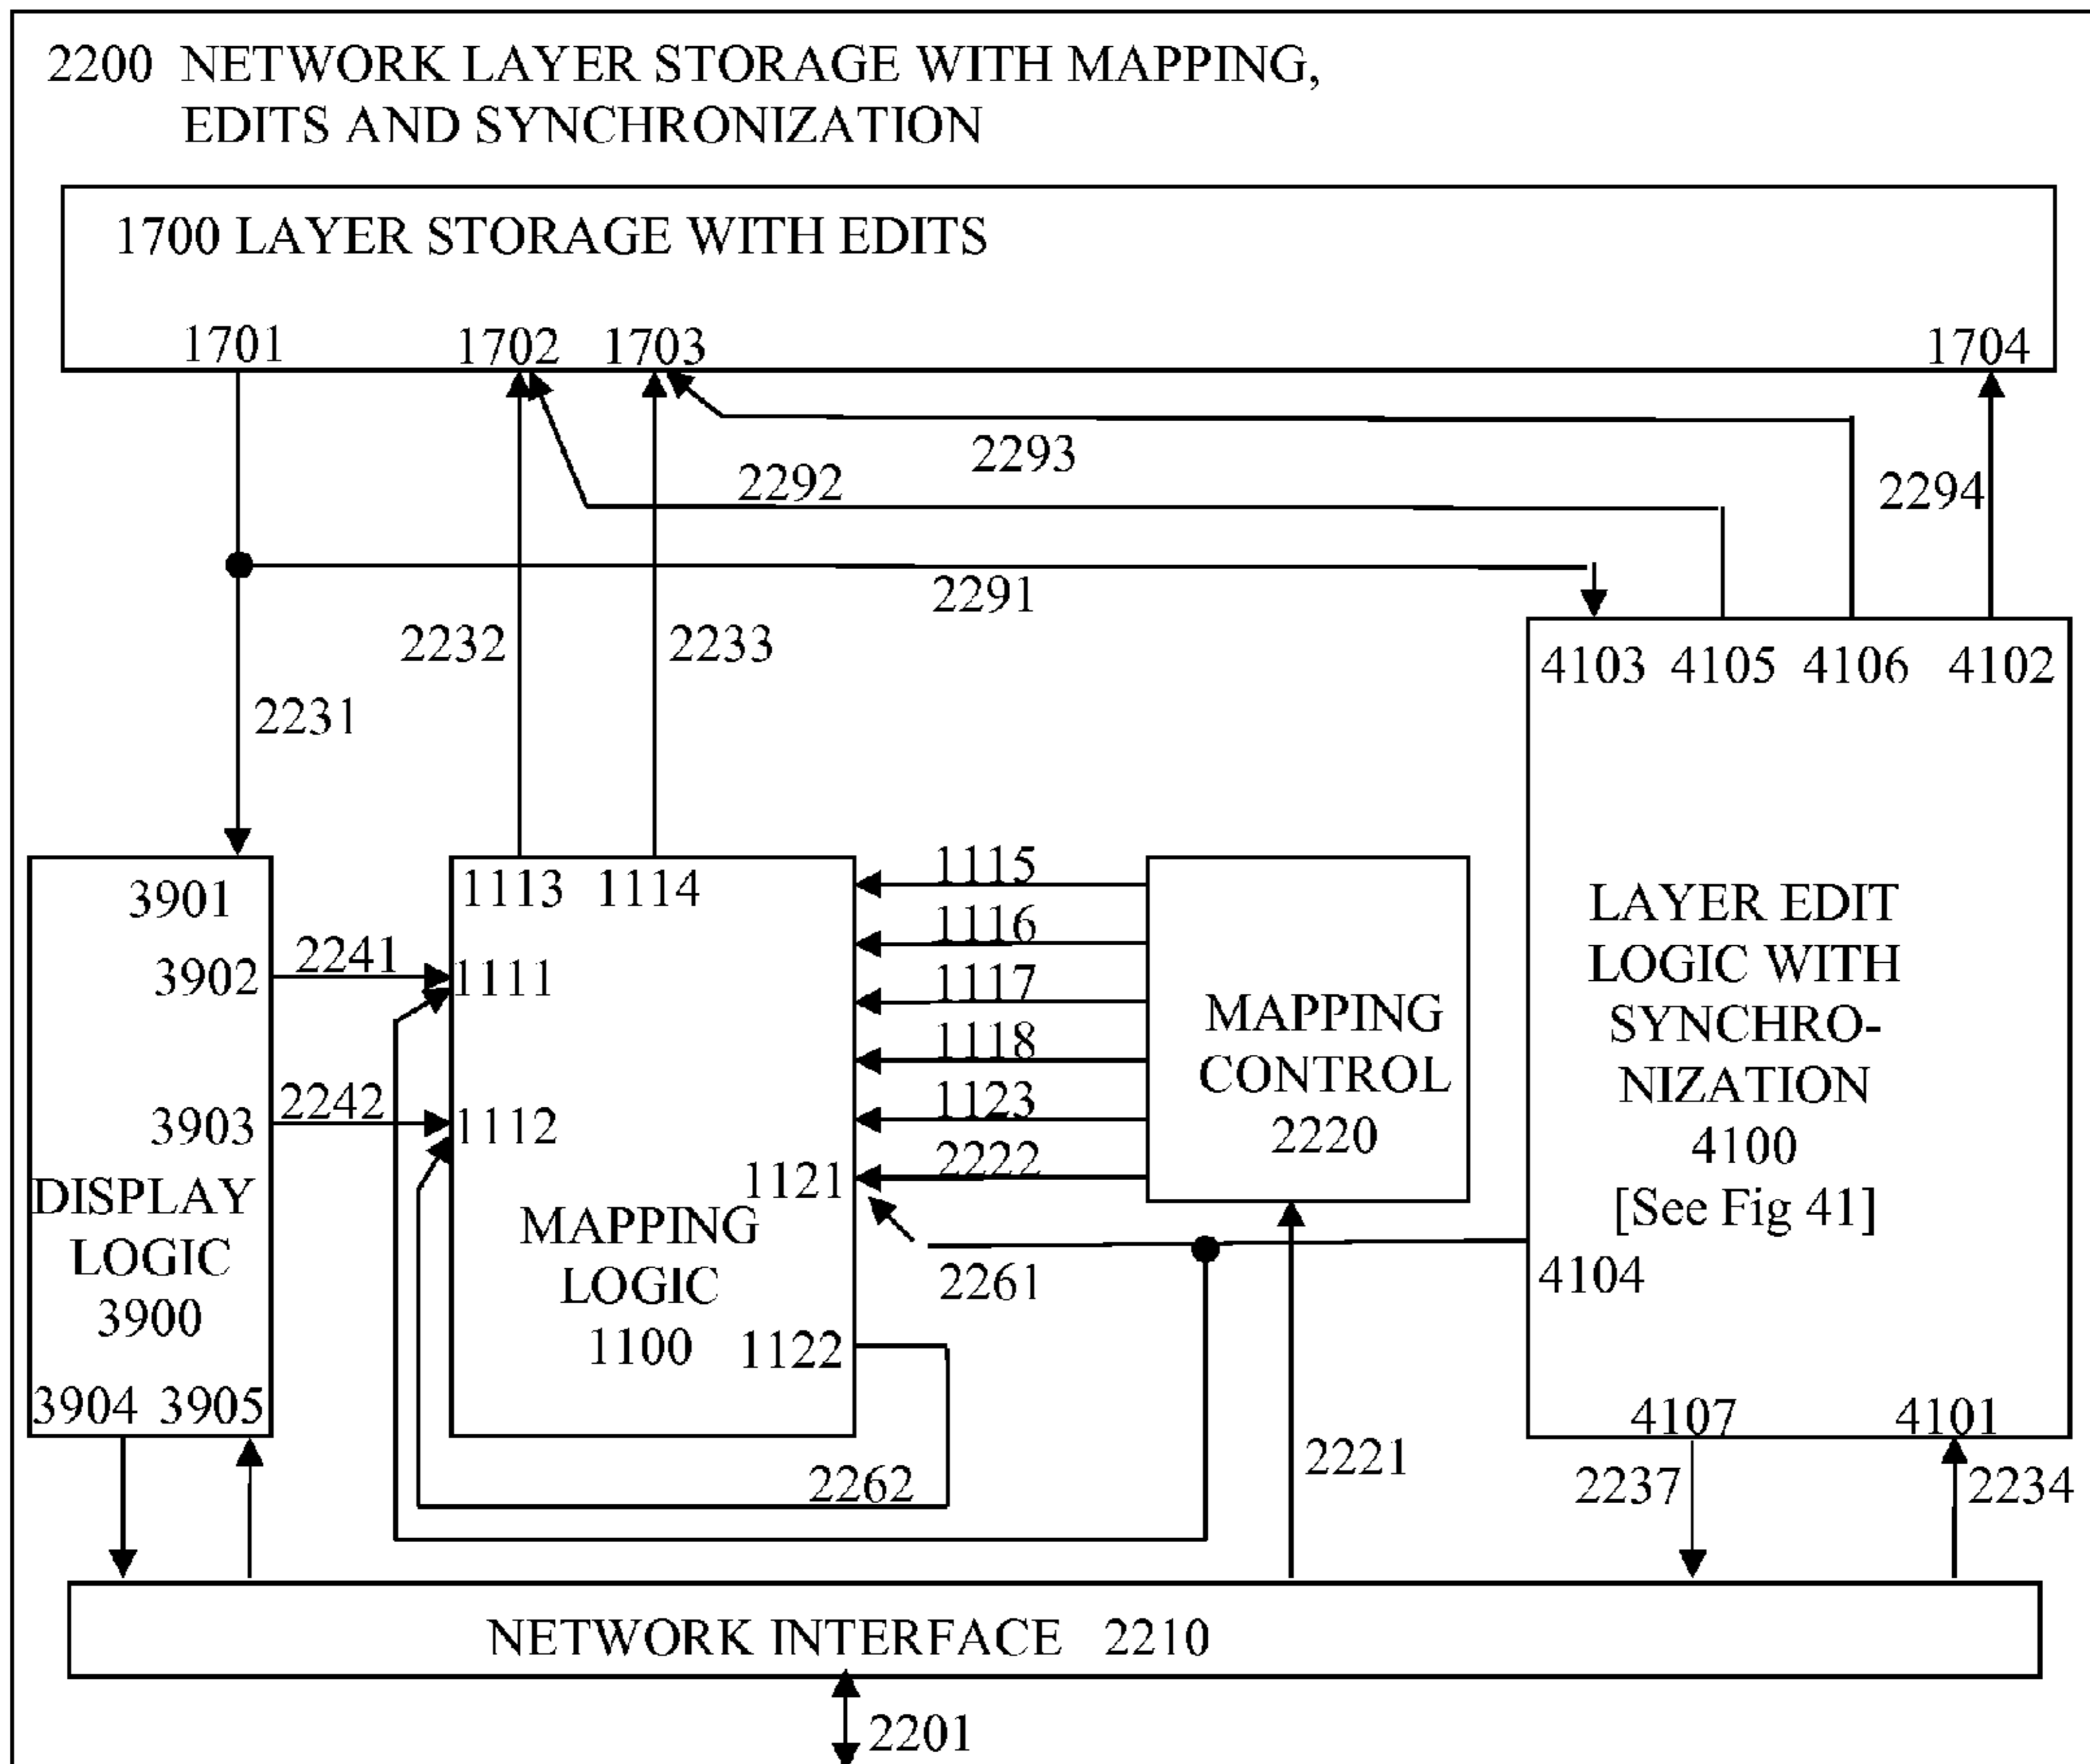 2200 NETWORK LAYER STORAGE WITH MAPPING,
EDITS AND SYNCHRONIZATION
1700 LAYER STORAGE WITH EDITS
1701
1702
1703
1704
2293
2292
2294
2291
2232
2233
2231
4103 4105 4106 4102
3901
3902
3903
DISPLAY
LOGIC
3900
3904 3905
2241
2242
1113 1114
1111
1112
1121
MAPPING
LOGIC
1100
1122
1115
1116
1117
1118
1123
2222
MAPPING
CONTROL
2220
LAYER EDIT
LOGIC WITH
SYNCHRO-
NIZATION
4100
[See Fig 41]
4104
4107
4101
2261
2262
2221
2237
2234
NETWORK INTERFACE 2210
2201